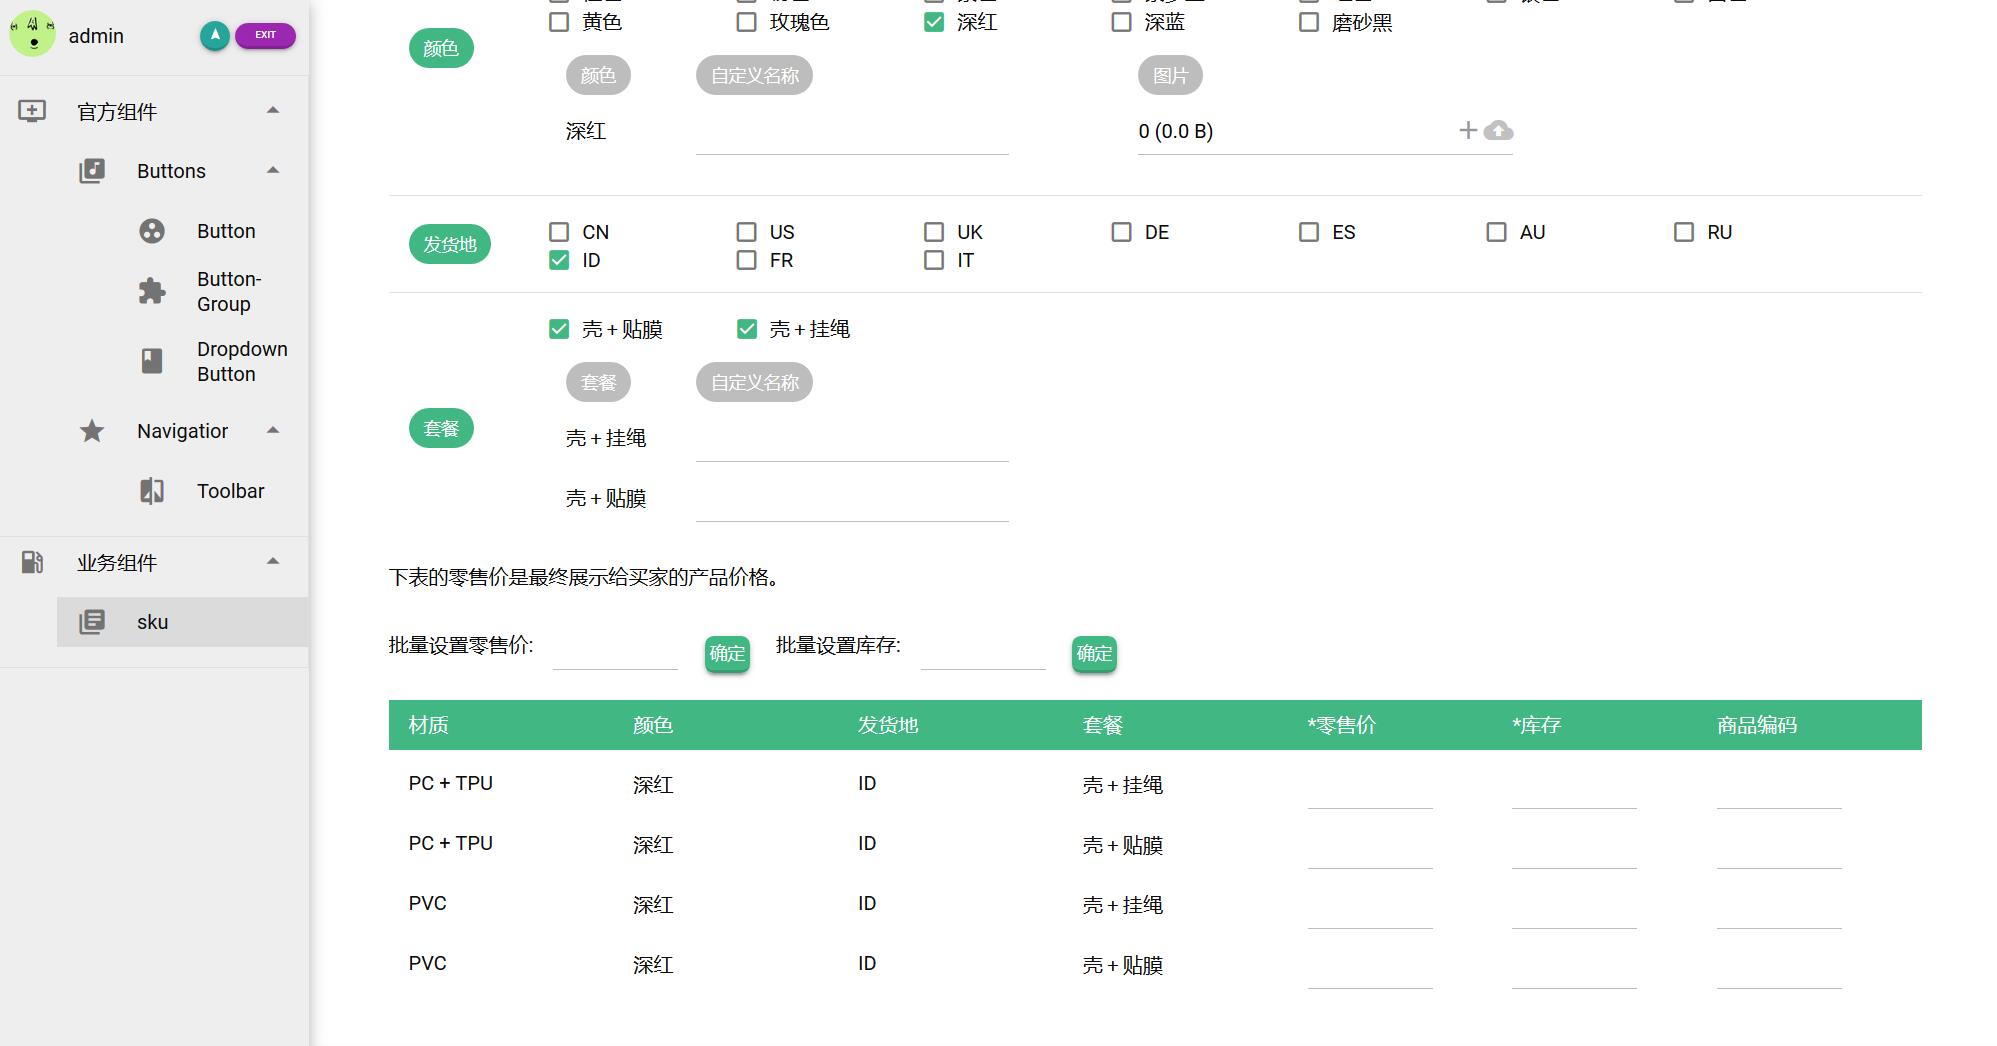 admin
EXIT
官方组件
Buttons
Button
Button-
Group
Dropdown
Button
Navigatior
Toolbar
业务组件
sku
颜色
黄色 玫瑰色 深红 深蓝 磨砂黑
颜色 自定义名称 图片
深红 0 (0.0 B)
发货地
CN US UK DE ES AU RU
ID FR IT
套餐
壳 + 贴膜 壳 + 挂绳
套餐 自定义名称
壳 + 挂绳
壳 + 贴膜
下表的零售价是最终展示给买家的产品价格。
批量设置零售价: 确定 批量设置库存: 确定
材质 颜色 发货地 套餐 *零售价 *库存 商品编码
PC + TPU 深红 ID 壳 + 挂绳
PC + TPU 深红 ID 壳 + 贴膜
PVC 深红 ID 壳 + 挂绳
PVC 深红 ID 壳 + 贴膜